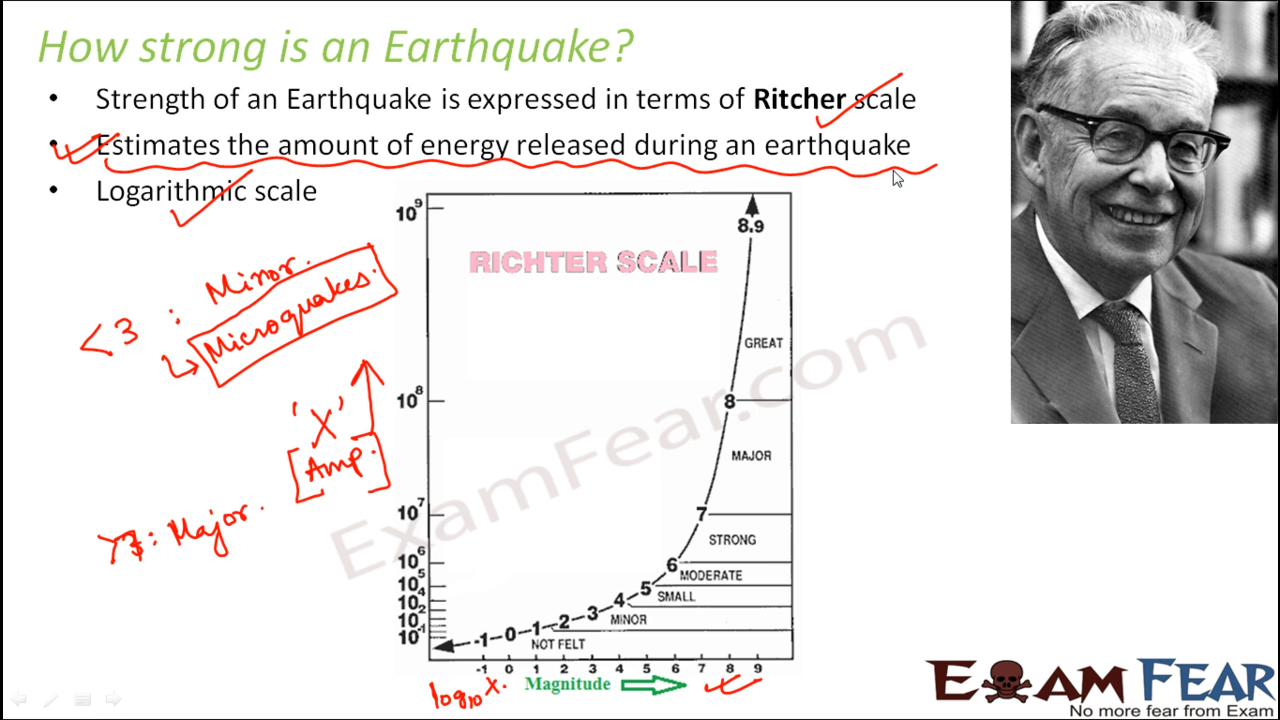 How strong is an Earthquake?
• Strength of an Earthquake is expressed in terms of Ritcher scale
• Estimates the amount of energy released during an earthquake
• Logarithmic scale
<3 : Minor.
Microquakes.
'X'
[Amp.]
: Major.
RICHTER SCALE
10⁹
8.9
GREAT
10⁸
8
MAJOR
10⁷
7
STRONG
10⁶
6
MODERATE
10⁵
5
SMALL
10⁴
4
MINOR
10²
3
2
1
0
-1
10⁻¹
NOT FELT
-1 0 1 2 3 4 5 6 7 8 9
log₁₀ X.
Magnitude
ExamFear.com
EXAM FEAR
No more fear from Exam